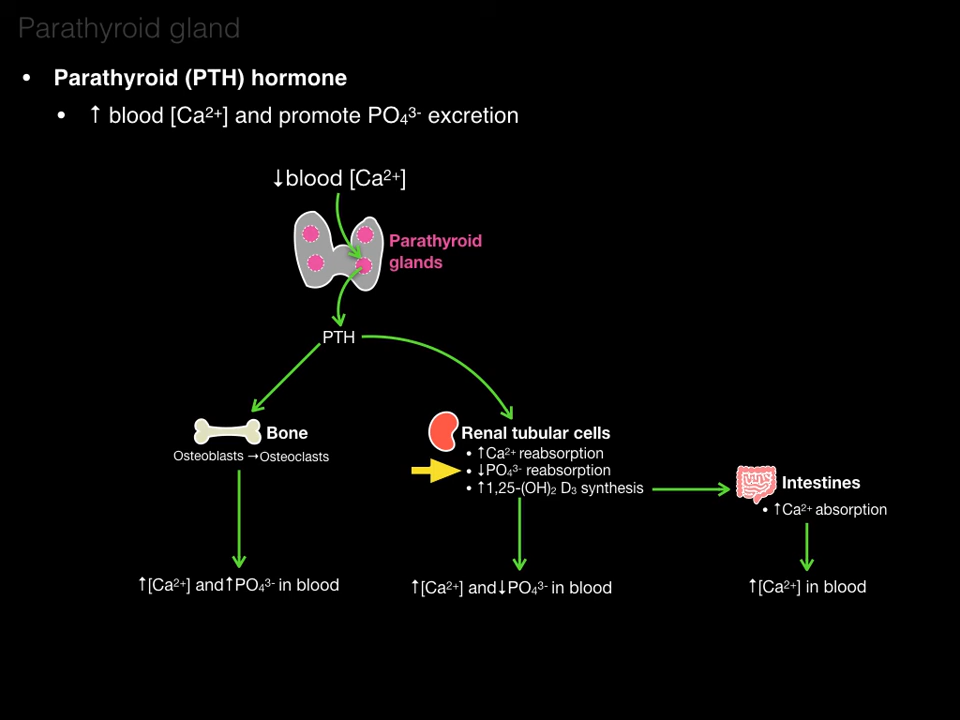 Parathyroid gland
• Parathyroid (PTH) hormone
• ↑ blood [Ca²⁺] and promote PO₄³⁻ excretion
↓blood [Ca²⁺]
Parathyroid
glands
PTH
Bone
Osteoblasts →Osteoclasts
↑[Ca²⁺] and↑PO₄³⁻ in blood
Renal tubular cells
• ↑Ca²⁺ reabsorption
• ↓PO₄³⁻ reabsorption
• ↑1,25-(OH)₂ D₃ synthesis
↑[Ca²⁺] and↓PO₄³⁻ in blood
Intestines
• ↑Ca²⁺ absorption
↑[Ca²⁺] in blood